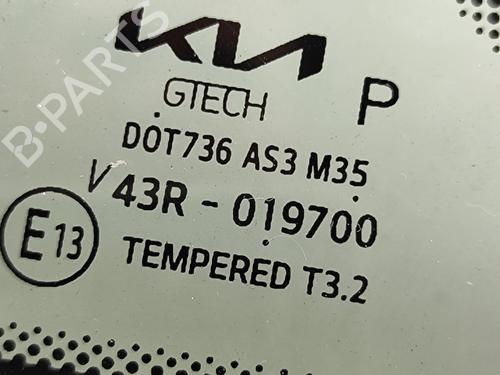 KIA P
GTECH
DOT736 AS3 M35
V 43R - 019700
E13 TEMPERED T3.2
B-PARTS